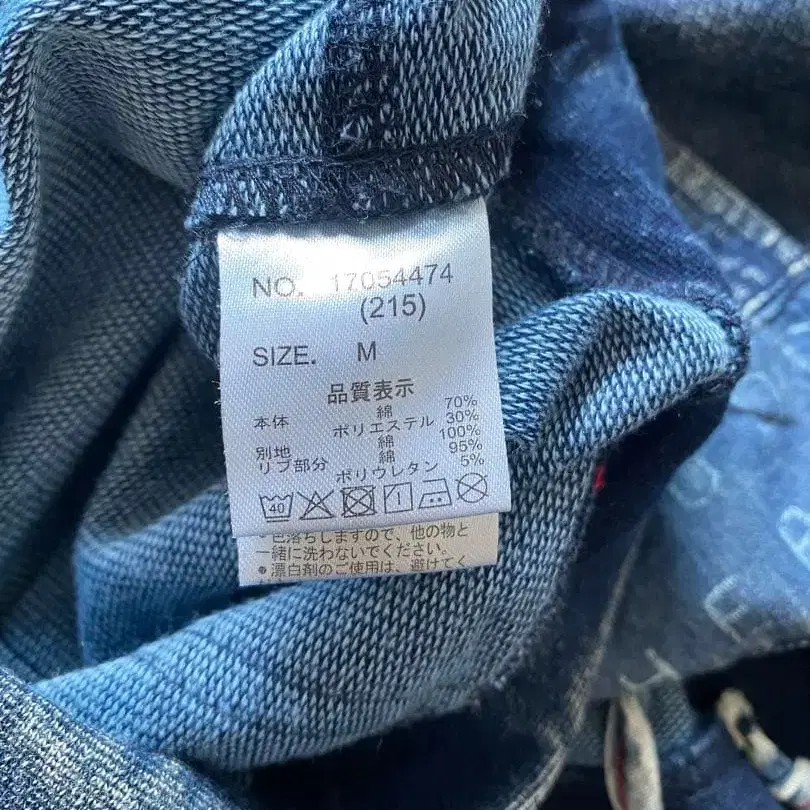 NO. 17054474
(215)
SIZE. M
品質表示
本体 綿 70%
ポリエステル 30%
別地 綿 100%
リブ部分 綿 95%
ポリウレタン 5%
40 1
色落ちしますので、他の物と
一緒に洗わないでください。
●漂白剤のご使用は、避けてく